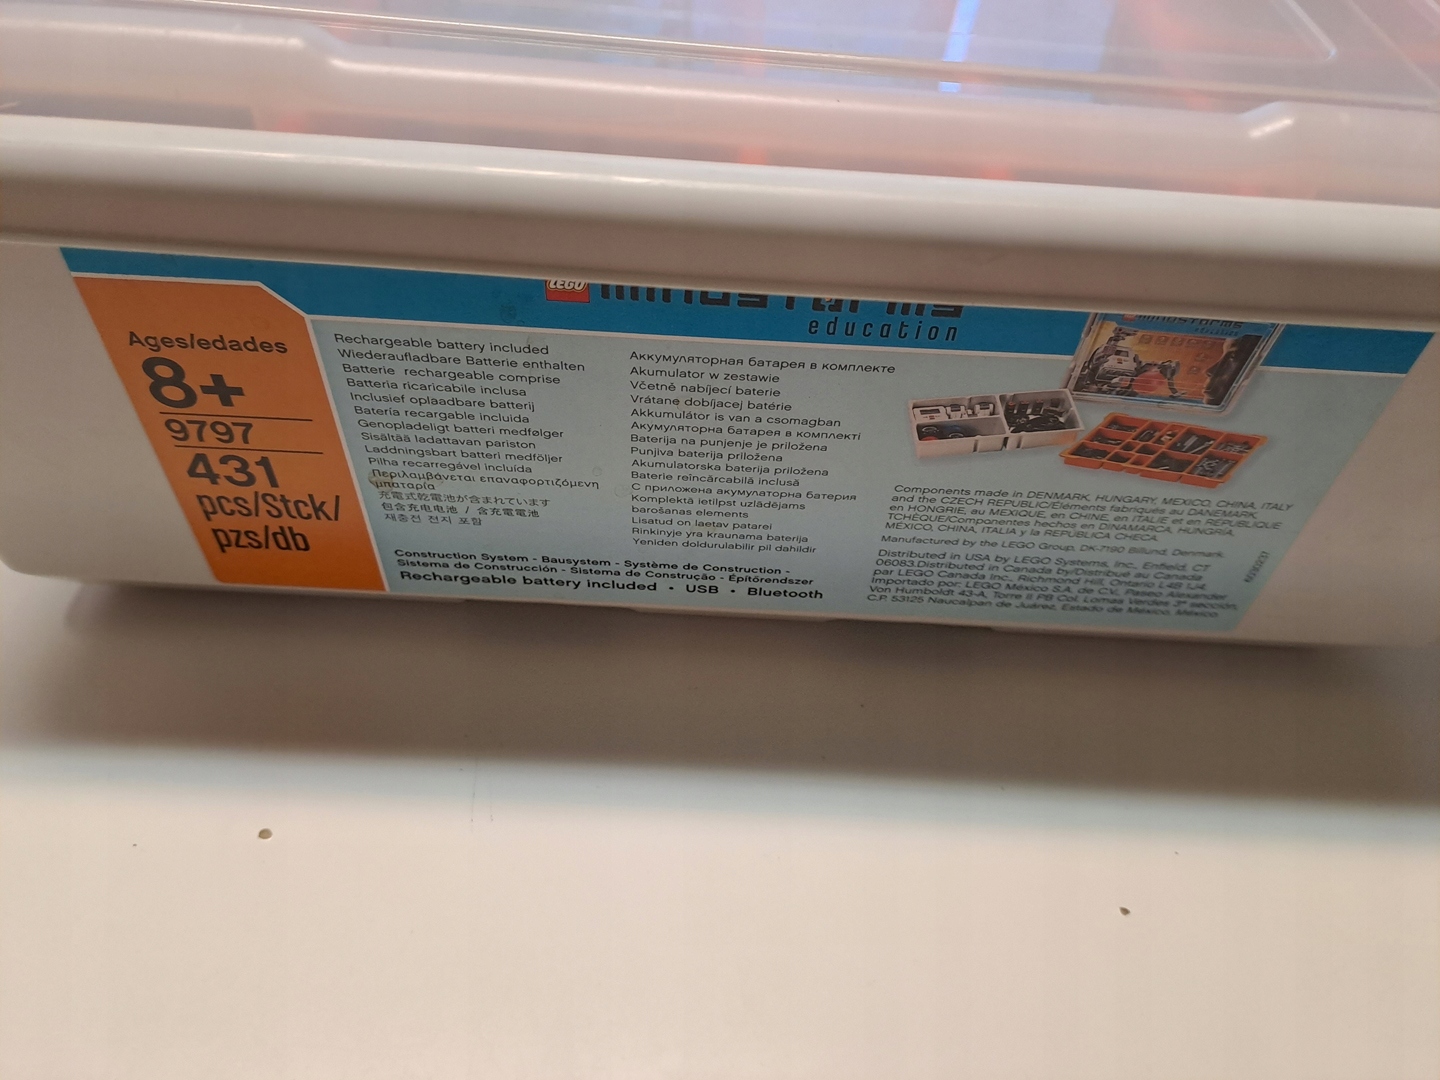 LEGO mindstorms
education
Ages/edades
8+
9797
431
pcs/Stck/
pzs/db
Rechargeable battery included
Wiederaufladbare Batterie enthalten
Batterie rechargeable comprise
Batteria ricaricabile inclusa
Inclusief oplaadbare batterij
Batería recargable incluida
Genopladeligt batteri medfølger
Sisältää ladattavan pariston
Laddningsbart batteri medföljer
Pilha recarregável incluída
Περιλαμβάνεται επαναφορτιζόμενη
μπαταρία
充電式乾電池が含まれています
包含充电电池 / 含充電電池
재충전 전지 포함
Аккумуляторная батарея в комплекте
Akumulator w zestawie
Včetně nabíjecí baterie
Vrátane dobíjacej batérie
Akkumulátor is van a csomagban
Акумуляторна батарея в комплекті
Baterija na punjenje je priložena
Punjiva baterija priložena
Akumulatorska baterija priložena
Baterie reîncărcabilă inclusă
С приложена акумулаторна батерия
Komplektā ietilpst uzlādējams
barošanas elements
Lisatud on laetav patarei
Rinkinyje yra kraunama baterija
Yeniden doldurulabilir pil dahildir
Construction System - Bausystem - Système de Construction -
Sistema de Construcción - Sistema de Construção - Építőrendszer
Rechargeable battery included • USB • Bluetooth
mindstorms
education
Components made in DENMARK, HUNGARY, MEXICO, CHINA, ITALY
and the CZECH REPUBLIC/Eléments fabriqués au DANEMARK,
en HONGRIE, au MEXIQUE, en CHINE, en ITALIE et en RÉPUBLIQUE
TCHÈQUE/Componentes hechos en DINAMARCA, HUNGRÍA,
MÉXICO, CHINA, ITALIA y la REPUBLICA CHECA.
Manufactured by the LEGO Group, DK-7190 Billund, Denmark
Distributed in USA by LEGO Systems, Inc., Enfield, CT
06083.Distributed in Canada by/Distribué au Canada
par LEGO Canada Inc., Richmond Hill, Ontario L4B 1J4,
Importado por: LEGO México S.A. de C.V., Paseo Alexander
Von Humboldt 43-A, Torre II PB Col. Lomas Verdes 3ª sección,
C.P. 53125 Naucalpan de Juárez, Estado de México, México.